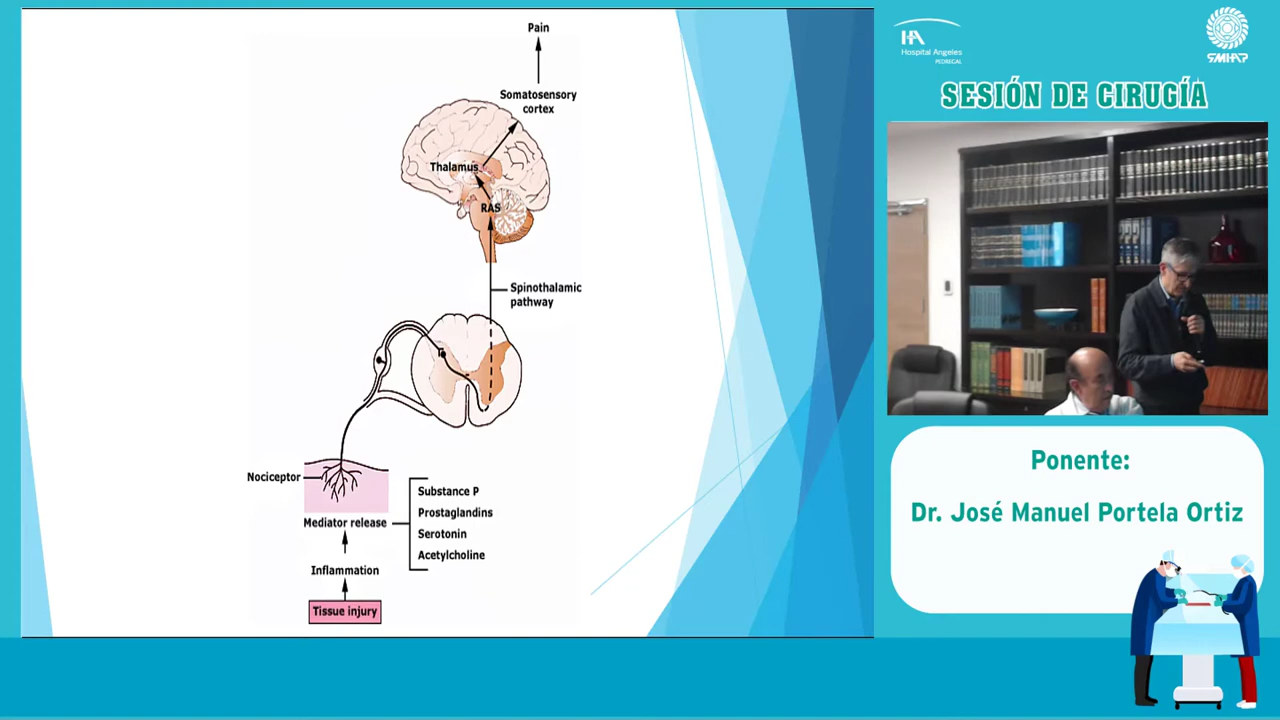 Pain
Somatosensory
cortex
Thalamus
RAS
Spinothalamic
pathway
Nociceptor
Mediator release
Substance P
Prostaglandins
Serotonin
Acetylcholine
Inflammation
Tissue injury
HA
Hospital Angeles
PEDREGAL
SMHAP
SESIÓN DE CIRUGÍA
Ponente:
Dr. José Manuel Portela Ortiz